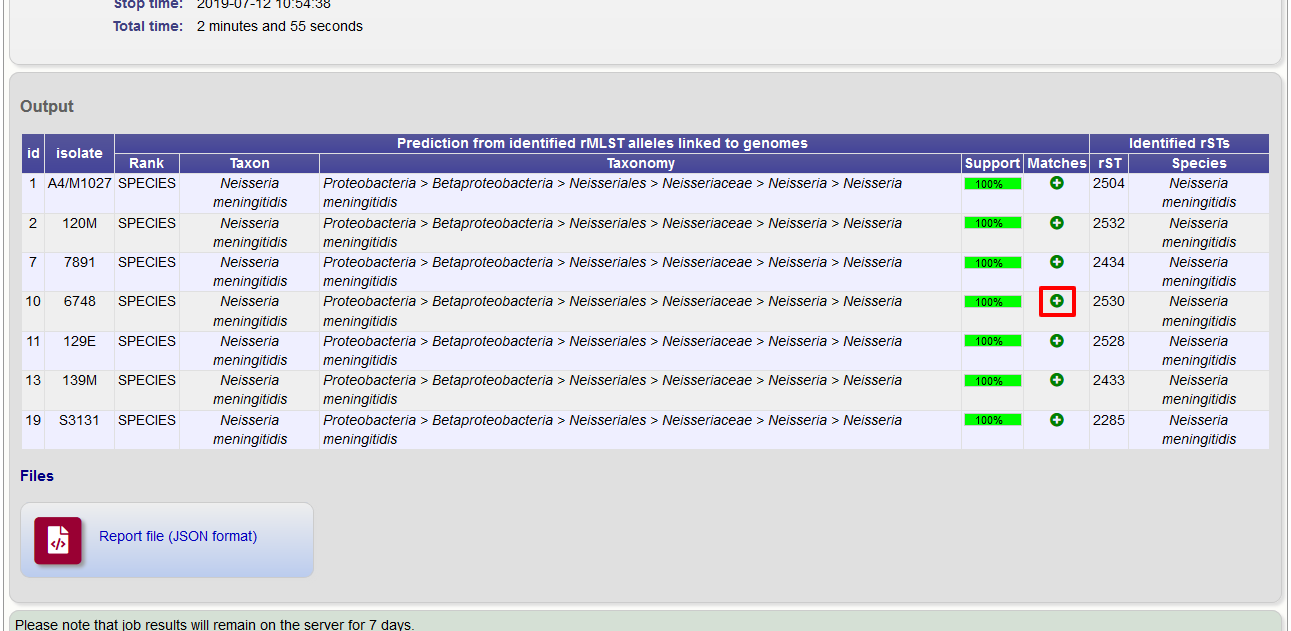 Stop time: 2019-07-12 10:54:38
Total time: 2 minutes and 55 seconds
Output
id isolate Prediction from identified rMLST alleles linked to genomes Identified rSTs
Rank Taxon Taxonomy Support Matches rST Species
1 A4/M1027 SPECIES Neisseria Proteobacteria > Betaproteobacteria > Neisseriales > Neisseriaceae > Neisseria > Neisseria 100% 2504 Neisseria
meningitidis meningitidis meningitidis
2 120M SPECIES Neisseria Proteobacteria > Betaproteobacteria > Neisseriales > Neisseriaceae > Neisseria > Neisseria 100% 2532 Neisseria
meningitidis meningitidis meningitidis
7 7891 SPECIES Neisseria Proteobacteria > Betaproteobacteria > Neisseriales > Neisseriaceae > Neisseria > Neisseria 100% 2434 Neisseria
meningitidis meningitidis meningitidis
10 6748 SPECIES Neisseria Proteobacteria > Betaproteobacteria > Neisseriales > Neisseriaceae > Neisseria > Neisseria 100% 2530 Neisseria
meningitidis meningitidis meningitidis
11 129E SPECIES Neisseria Proteobacteria > Betaproteobacteria > Neisseriales > Neisseriaceae > Neisseria > Neisseria 100% 2528 Neisseria
meningitidis meningitidis meningitidis
13 139M SPECIES Neisseria Proteobacteria > Betaproteobacteria > Neisseriales > Neisseriaceae > Neisseria > Neisseria 100% 2433 Neisseria
meningitidis meningitidis meningitidis
19 S3131 SPECIES Neisseria Proteobacteria > Betaproteobacteria > Neisseriales > Neisseriaceae > Neisseria > Neisseria 100% 2285 Neisseria
meningitidis meningitidis meningitidis
Files
Report file (JSON format)
Please note that job results will remain on the server for 7 days.